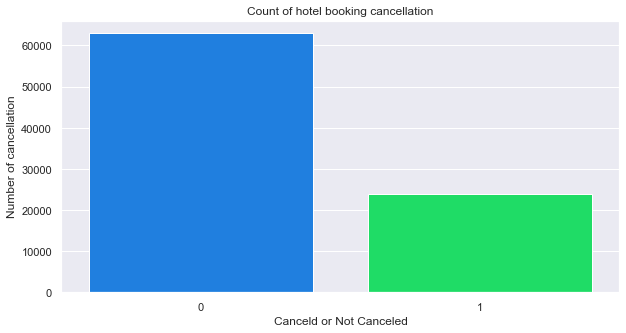 Count of hotel booking cancellation
Number of cancellation
60000
50000
40000
30000
20000
10000
0
0 1
Canceld or Not Canceled